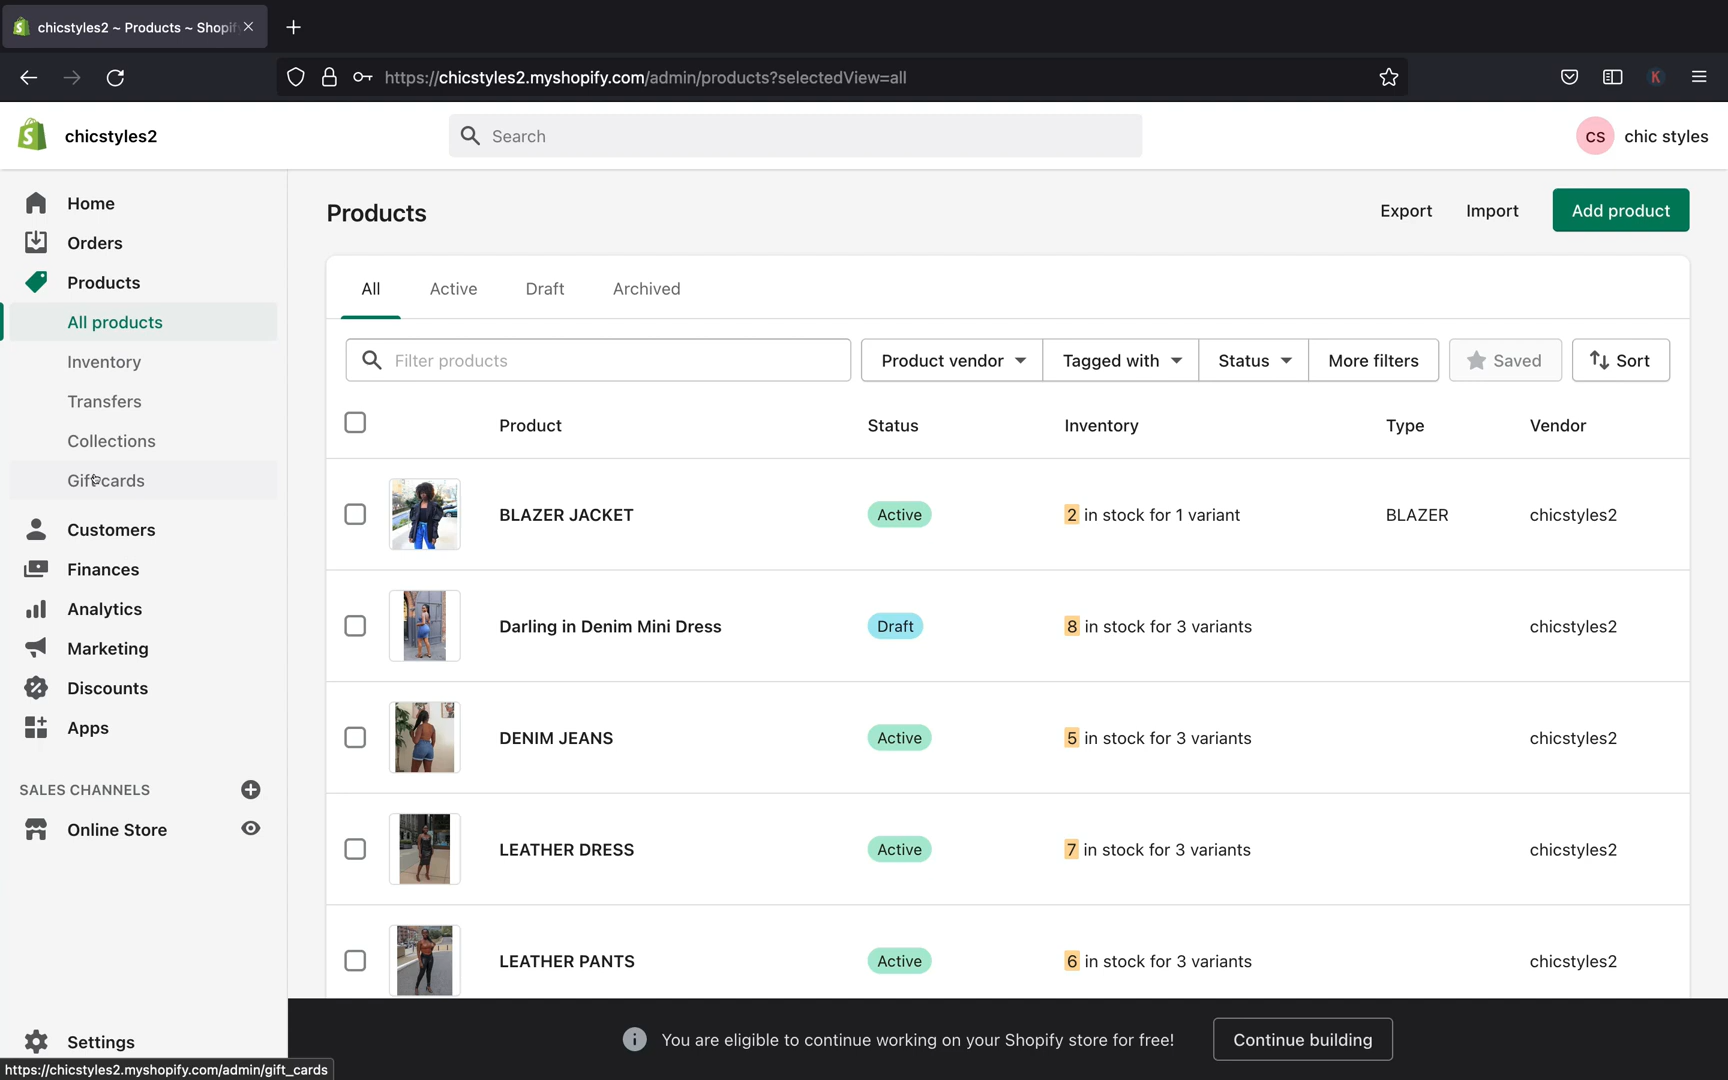 chicstyles2 ~ Products ~ Shopif
https://chicstyles2.myshopify.com/admin/products?selectedView=all
K
chicstyles2
Search
CS
chic styles
Home
Orders
Products
All products
Inventory
Transfers
Collections
Gift cards
Customers
Finances
Analytics
Marketing
Discounts
Apps
SALES CHANNELS
Online Store
Settings
https://chicstyles2.myshopify.com/admin/gift_cards
Products
Export
Import
Add product
All
Active
Draft
Archived
Filter products
Product vendor
Tagged with
Status
More filters
Saved
Sort
Product
Status
Inventory
Type
Vendor
BLAZER JACKET
Active
2 in stock for 1 variant
BLAZER
chicstyles2
Darling in Denim Mini Dress
Draft
8 in stock for 3 variants
chicstyles2
DENIM JEANS
Active
5 in stock for 3 variants
chicstyles2
LEATHER DRESS
Active
7 in stock for 3 variants
chicstyles2
LEATHER PANTS
Active
6 in stock for 3 variants
chicstyles2
You are eligible to continue working on your Shopify store for free!
Continue building